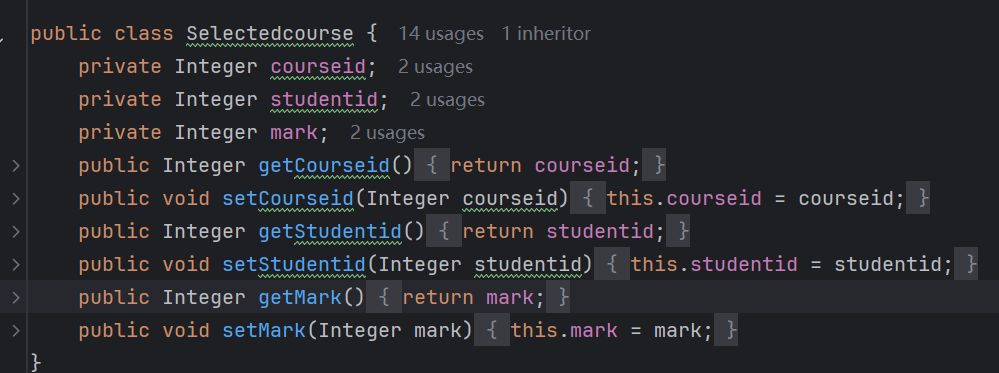 public class Selectedcourse {   14 usages   1 inheritor
    private Integer courseid;   2 usages
    private Integer studentid;   2 usages
    private Integer mark;   2 usages
    public Integer getCourseid() { return courseid; }
    public void setCourseid(Integer courseid) { this.courseid = courseid; }
    public Integer getStudentid() { return studentid; }
    public void setStudentid(Integer studentid) { this.studentid = studentid; }
    public Integer getMark() { return mark; }
    public void setMark(Integer mark) { this.mark = mark; }
}